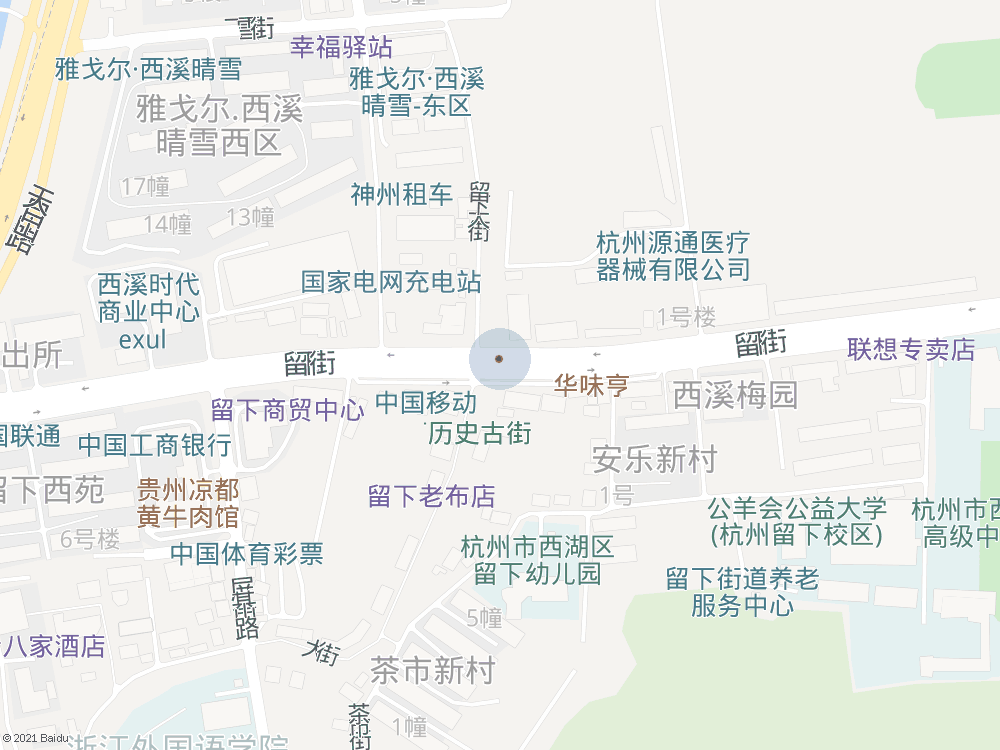 雪街
幸福驿站
雅戈尔·西溪晴雪
雅戈尔·西溪
晴雪-东区
雅戈尔.西溪
晴雪西区
17幢
14幢
13幢
神州租车
留下大街
天目山路
杭州源通医疗
器械有限公司
西溪时代
商业中心
exul
国家电网充电站
1号楼
出所
留下街
留下街
联想专卖店
华味亨
西溪梅园
留下商贸中心
中国移动
历史古街
国联通
中国工商银行
安乐新村
留下西苑
贵州凉都
黄牛肉馆
留下老布店
1号
公羊会公益大学
(杭州留下校区)
杭州市西
高级中
6号楼
中国体育彩票
杭州市西湖区
留下幼儿园
留下街道养老
服务中心
屏基路
5幢
八家酒店
大街
茶市新村
茶市街
1幢
浙江外国语学院
© 2021 Baidu